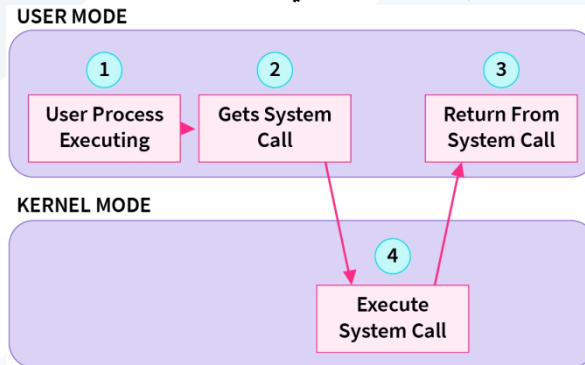 USER MODE
1
2
3
User Process
Executing
Gets System
Call
Return From
System Call
KERNEL MODE
4
Execute
System Call